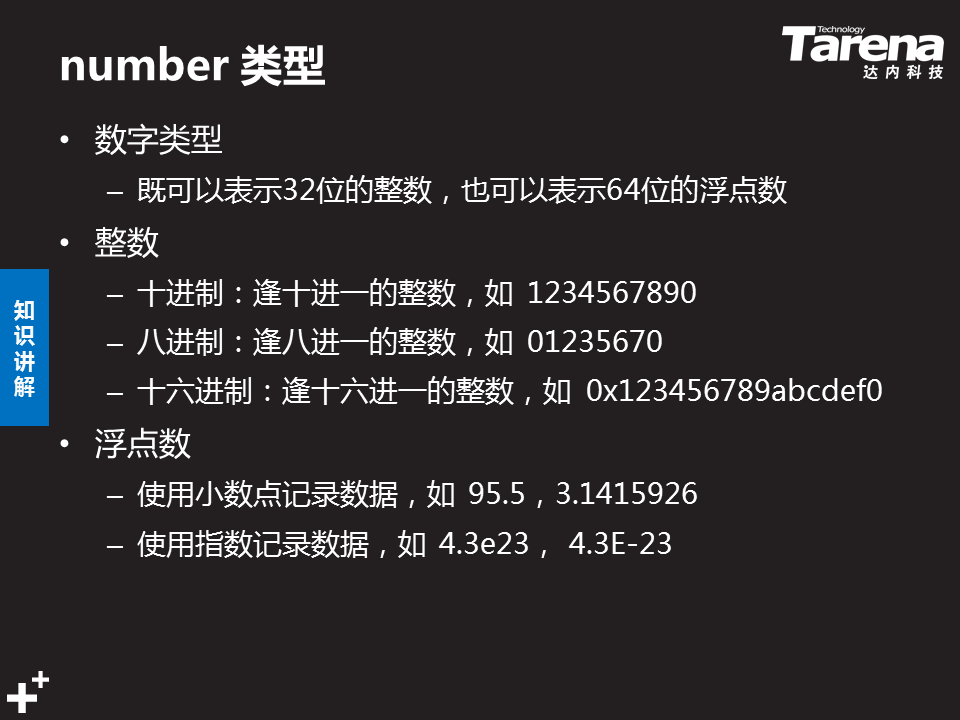 number 类型
Technology
Tarena
达内科技
• 数字类型
– 既可以表示32位的整数，也可以表示64位的浮点数
• 整数
– 十进制：逢十进一的整数，如 1234567890
– 八进制：逢八进一的整数，如 01235670
– 十六进制：逢十六进一的整数，如 0x123456789abcdef0
• 浮点数
– 使用小数点记录数据，如 95.5，3.1415926
– 使用指数记录数据，如 4.3e23， 4.3E-23
知识讲解